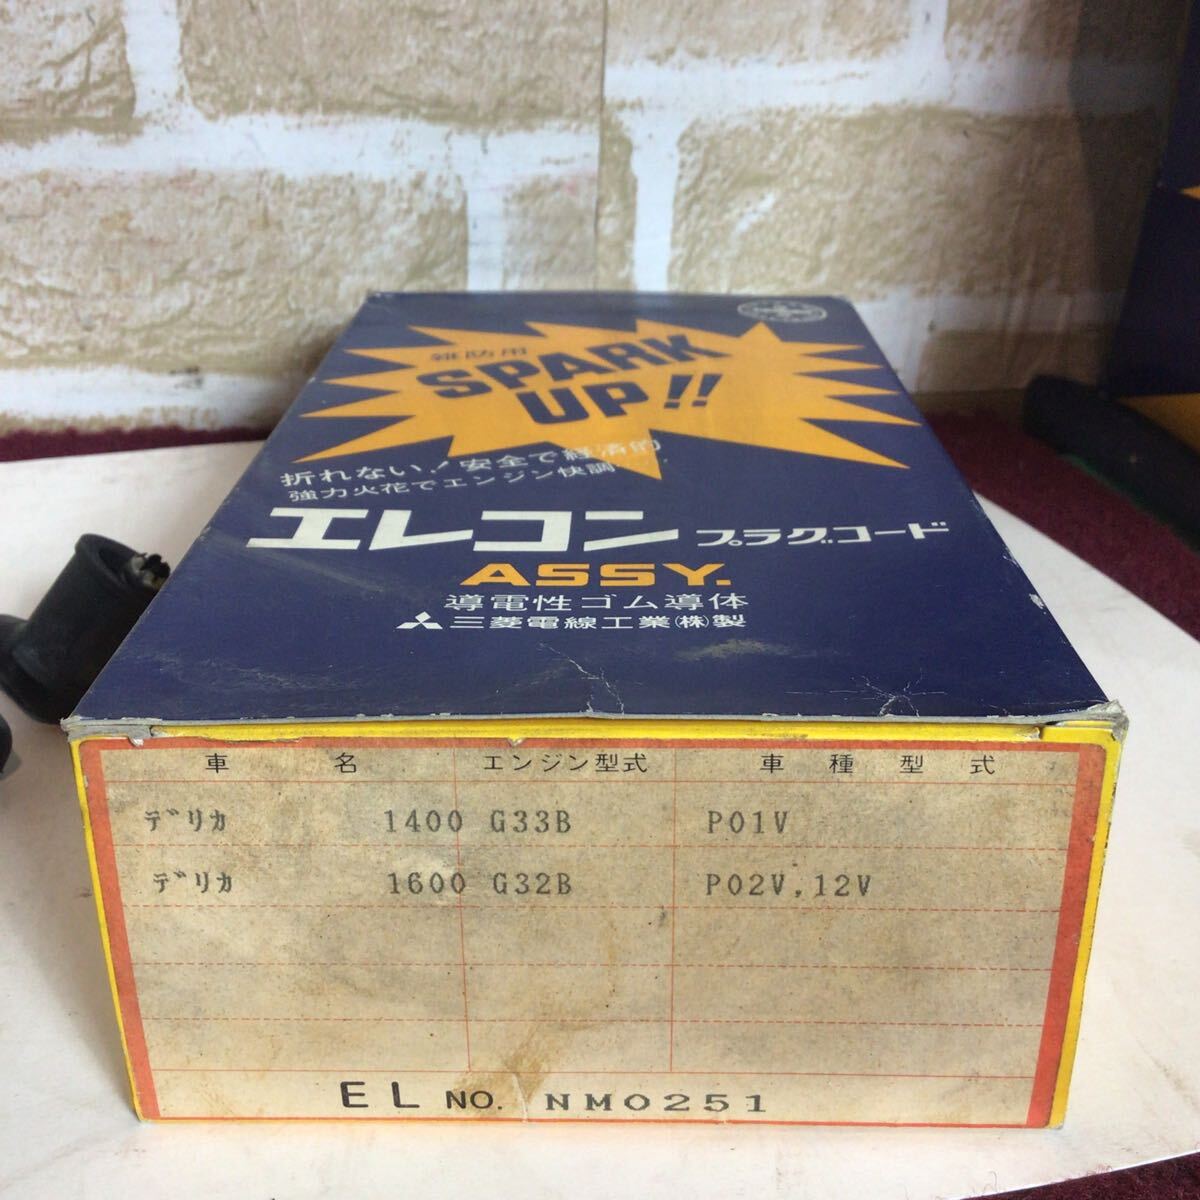 雑防用
SPARK
UP!!
折れない!安全で経済的
強力火花でエンジン快調
エレコン プラグコード
ASSY.
導電性ゴム導体
三菱電線工業(株)製
車 名 エンジン型式 車種型式
デリカ 1400 G33B P01V
デリカ 1600 G32B P02V,12V
EL NO. NM0251